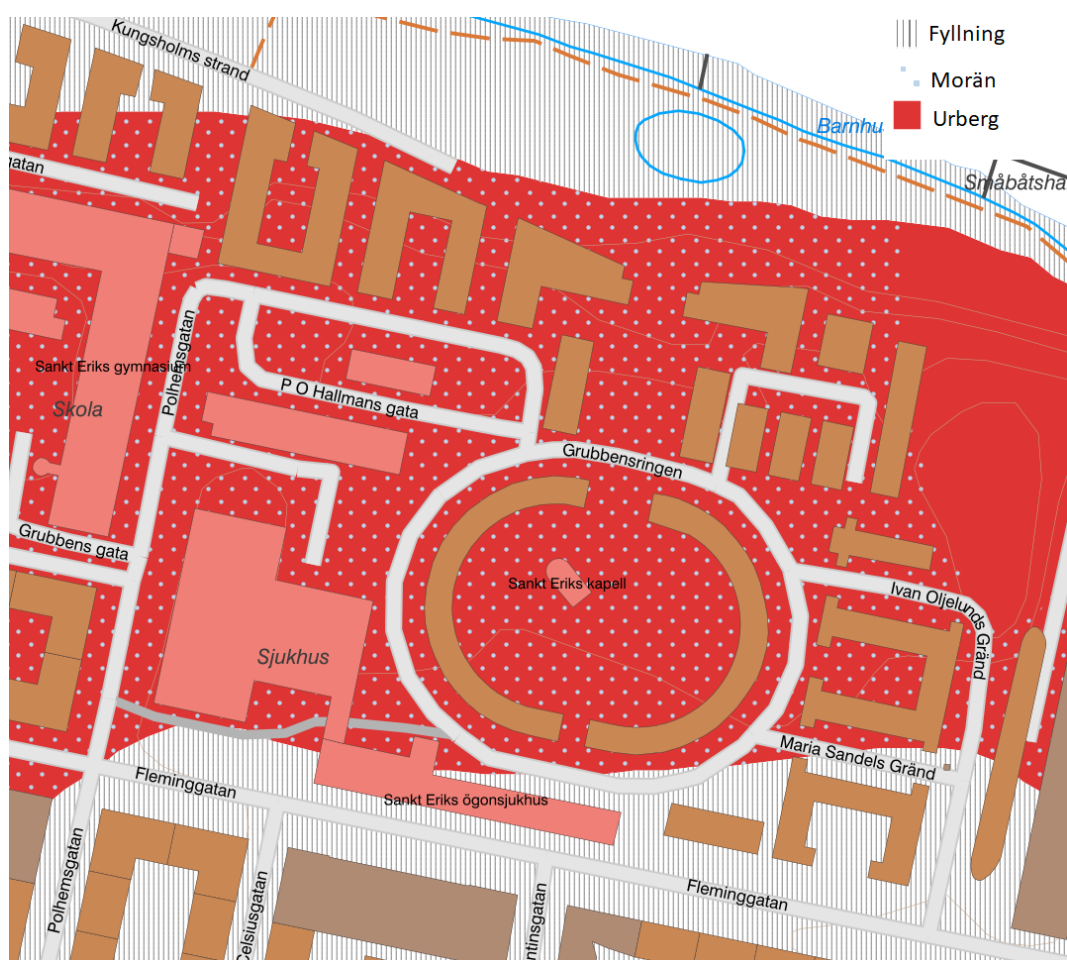 Kungsholms strand
Fyllning
Morän
Urberg
Barnhu
Småbåtsha
gatan
Polhemsgatan
Sankt Eriks gymnasium
Skola
P O Hallmans gata
Grubbensringen
Grubbens gata
Sankt Eriks kapell
Ivan Oljelunds Gränd
Sjukhus
Maria Sandels Gränd
Fleminggatan
Sankt Eriks ögonsjukhus
Polhemsgatan
Celsiusgatan
ntinsgatan
Fleminggatan